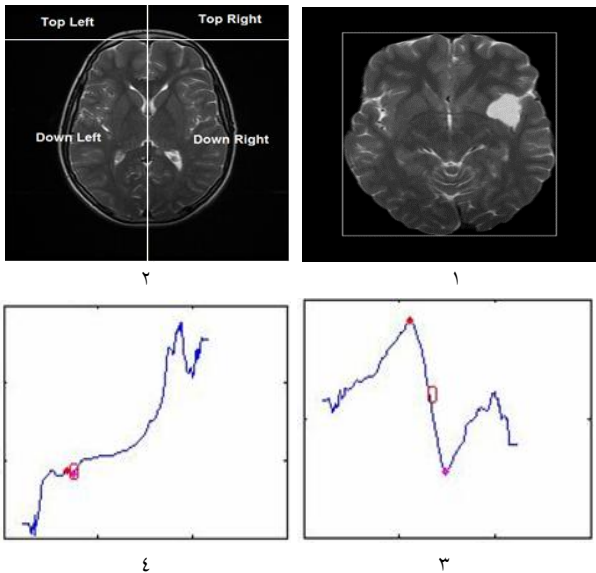 Top Left Top Right
Down Left Down Right
٢ ١
٤ ٣